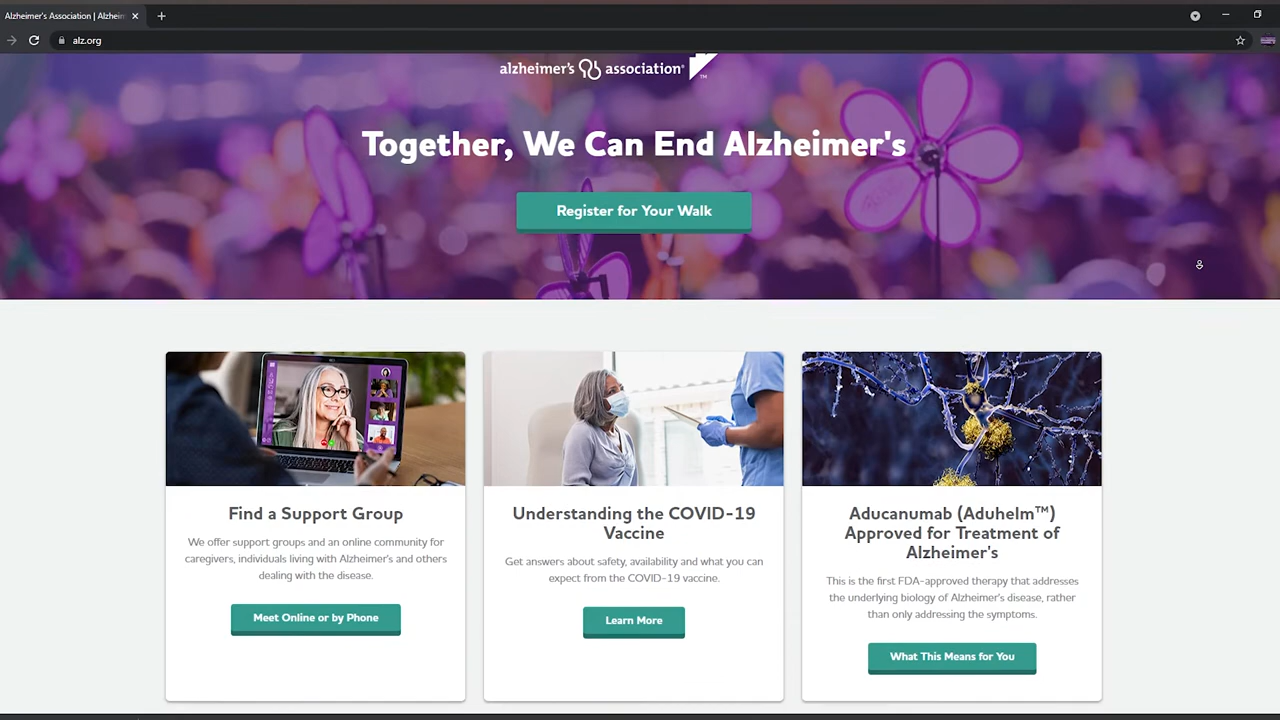 Alzheimer's Association | Alzheim
alz.org
alzheimer's association®
TM
Together, We Can End Alzheimer's
Register for Your Walk
Find a Support Group
We offer support groups and an online community for
caregivers, individuals living with Alzheimer's and others
dealing with the disease.
Meet Online or by Phone
Understanding the COVID-19
Vaccine
Get answers about safety, availability and what you can
expect from the COVID-19 vaccine.
Learn More
Aducanumab (Aduhelm™)
Approved for Treatment of
Alzheimer's
This is the first FDA-approved therapy that addresses
the underlying biology of Alzheimer's disease, rather
than only addressing the symptoms.
What This Means for You